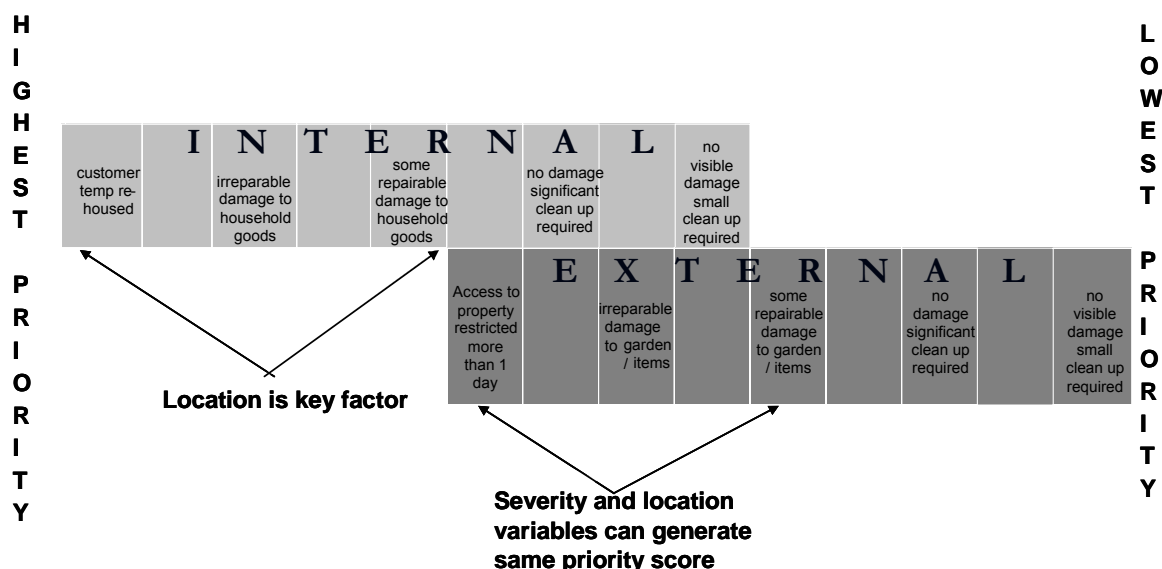 HIGHEST PRIORITY
LOWEST PRIORITY
INTERNAL
customer
temp re-
housed
irreparable
damage to
household
goods
some
repairable
damage to
household
goods
no damage
significant
clean up
required
no
visible
damage
small
clean up
required
EXTERNAL
Access to
property
restricted
more
than 1
day
irreparable
damage
to garden
/ items
some
repairable
damage
to garden
/ items
no
damage
significant
clean up
required
no
visible
damage
small
clean up
required
Location is key factor
Severity and location
variables can generate
same priority score